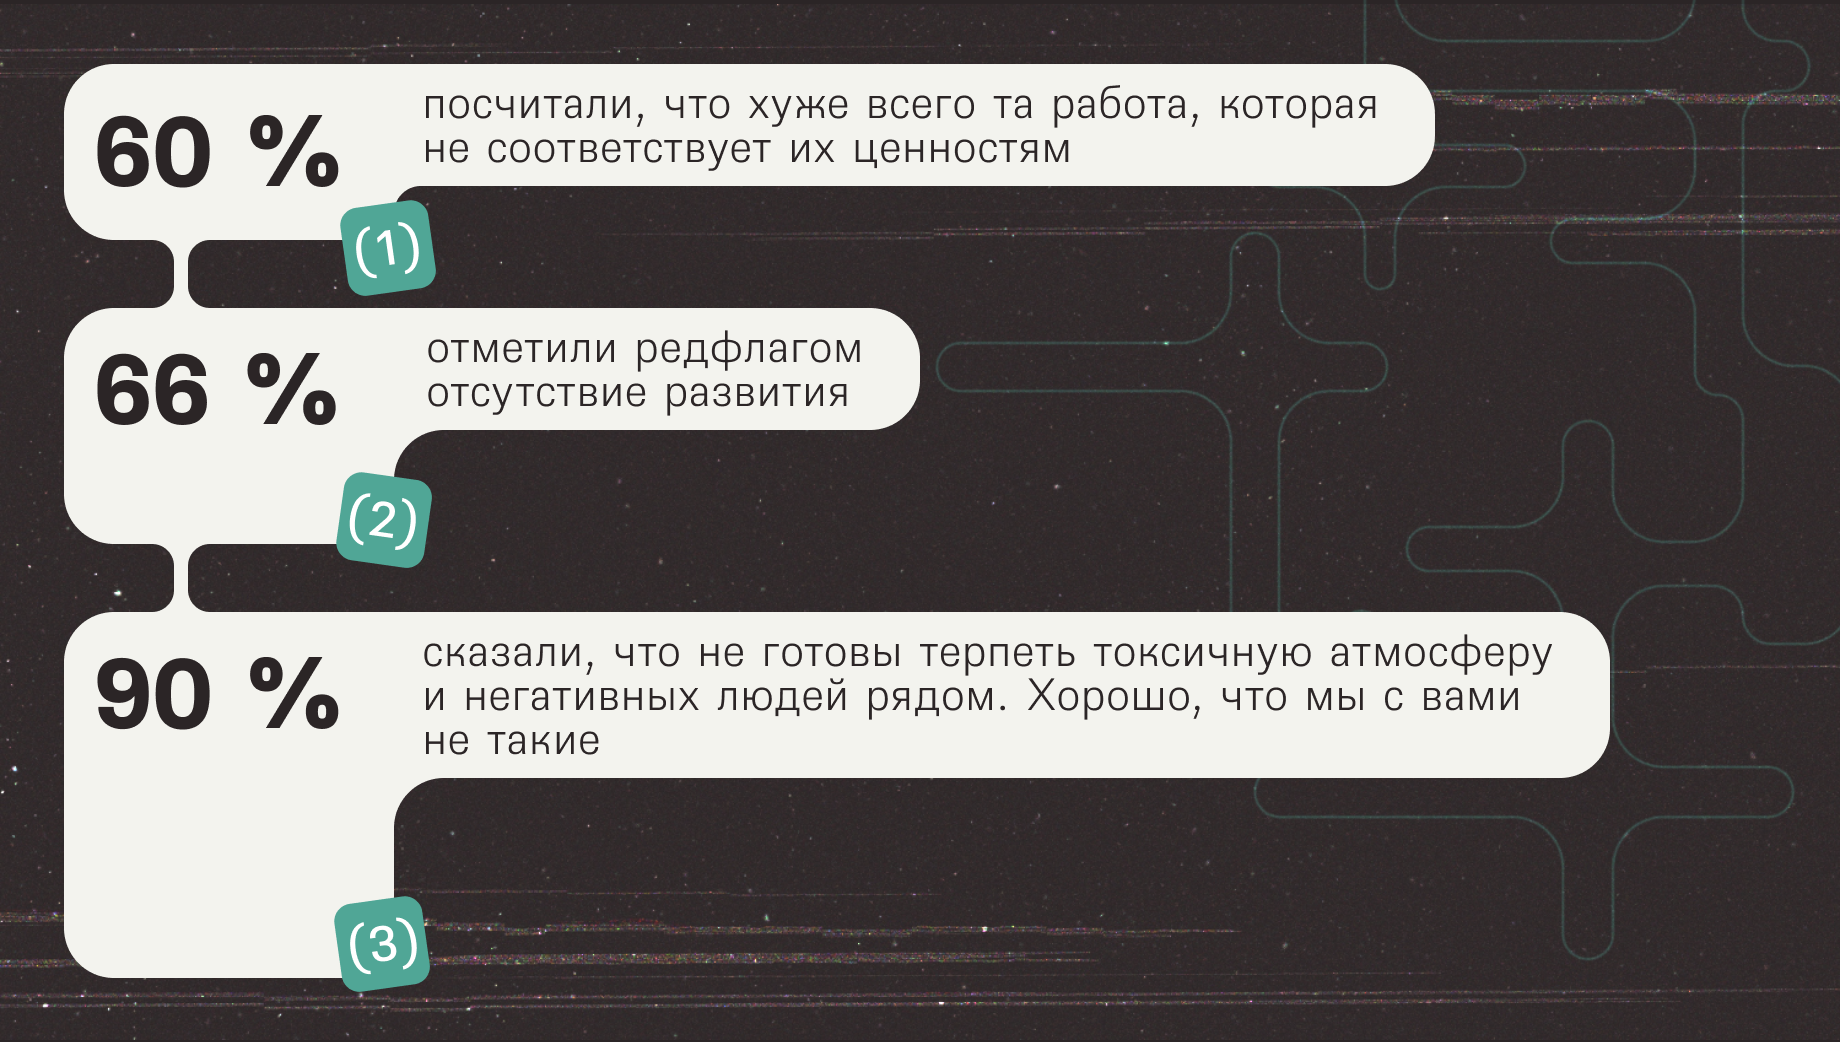 60 %
посчитали, что хуже всего та работа, которая
не соответствует их ценностям
(1)
66 %
отметили редфлагом
отсутствие развития
(2)
90 %
сказали, что не готовы терпеть токсичную атмосферу
и негативных людей рядом. Хорошо, что мы с вами
не такие
(3)